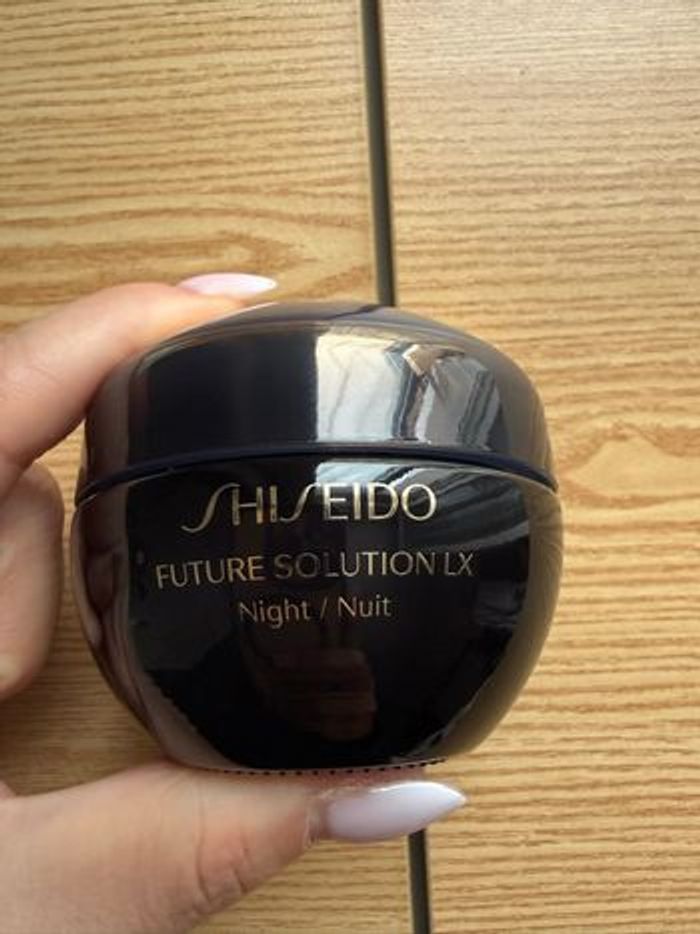 SHISEIDO
FUTURE SOLUTION LX
Night / Nuit